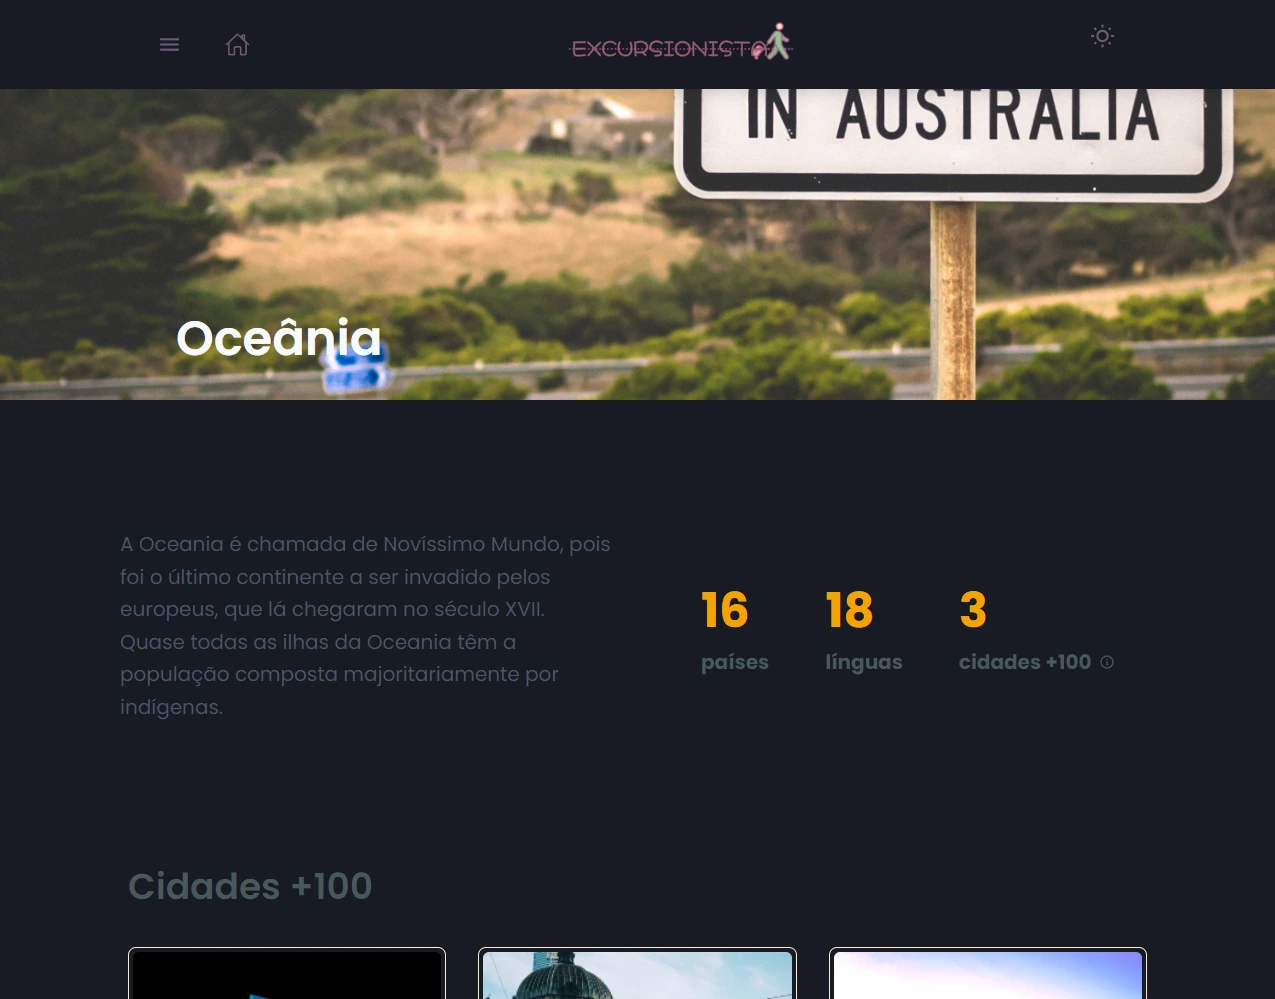 EXCURSIONISTA
IN AUSTRALIA
Oceânia
A Oceania é chamada de Novíssimo Mundo, pois
foi o último continente a ser invadido pelos
europeus, que lá chegaram no século XVII.
Quase todas as ilhas da Oceania têm a
população composta majoritariamente por
indígenas.
16
países
18
línguas
3
cidades +100
Cidades +100